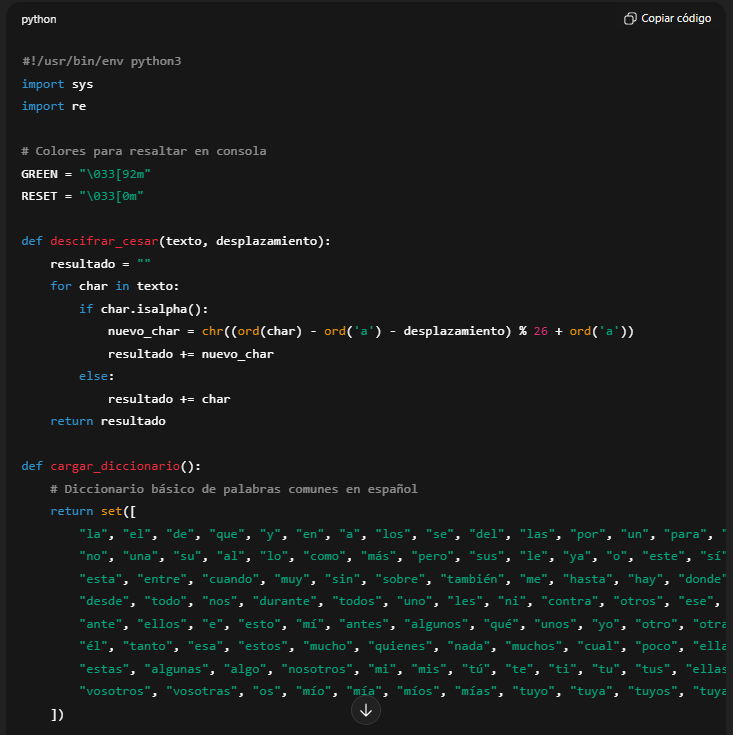 python
Copiar código
#!/usr/bin/env python3
import sys
import re
# Colores para resaltar en consola
GREEN = "\033[92m"
RESET = "\033[0m"
def descifrar_cesar(texto, desplazamiento):
    resultado = ""
    for char in texto:
        if char.isalpha():
            nuevo_char = chr((ord(char) - ord('a') - desplazamiento) % 26 + ord('a'))
            resultado += nuevo_char
        else:
            resultado += char
    return resultado
def cargar_diccionario():
    # Diccionario básico de palabras comunes en español
    return set([
        "la", "el", "de", "que", "y", "en", "a", "los", "se", "del", "las", "por", "un", "para", "
        "no", "una", "su", "al", "lo", "como", "más", "pero", "sus", "le", "ya", "o", "este", "sí"
        "esta", "entre", "cuando", "muy", "sin", "sobre", "también", "me", "hasta", "hay", "donde"
        "desde", "todo", "nos", "durante", "todos", "uno", "les", "ni", "contra", "otros", "ese",
        "ante", "ellos", "e", "esto", "mí", "antes", "algunos", "qué", "unos", "yo", "otro", "otra
        "él", "tanto", "esa", "estos", "mucho", "quienes", "nada", "muchos", "cual", "poco", "ella
        "estas", "algunas", "algo", "nosotros", "mi", "mis", "tú", "te", "ti", "tu", "tus", "ellas
        "vosotros", "vosotras", "os", "mío", "mía", "míos", "mías", "tuyo", "tuya", "tuyos", "tuya
    ])